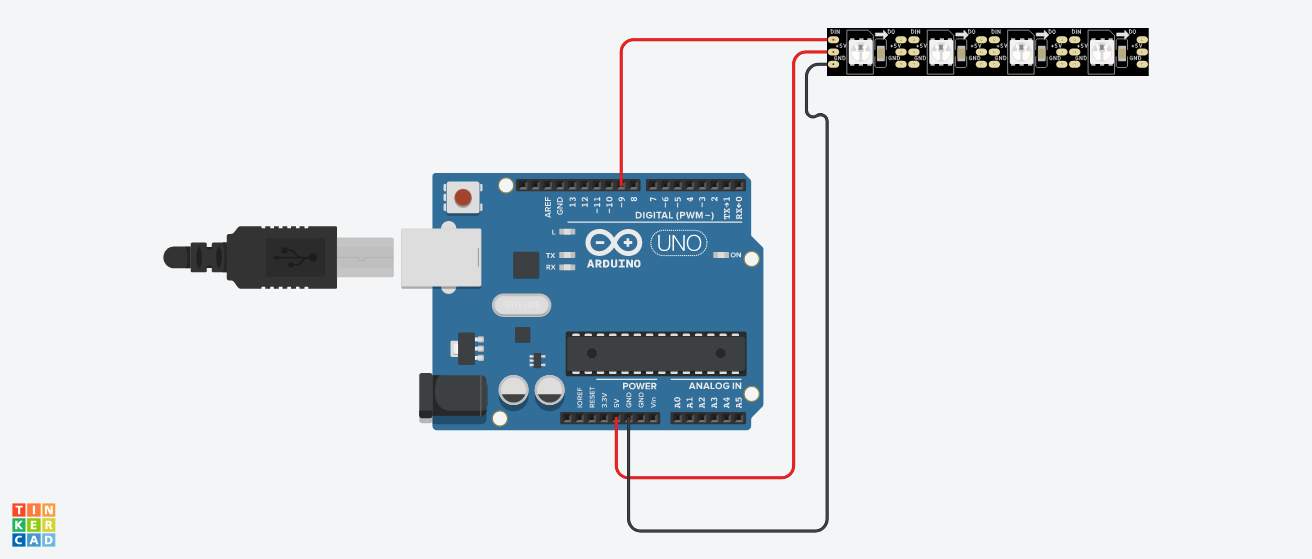 DIN DO DIN DO DIN DO DIN DO
+5V +5V +5V +5V +5V +5V +5V
GND GND GND GND GND GND GND GND
AREF GND 13 12 ~11 ~10 ~9 8 7 ~6 ~5 4 ~3 2 TX→1 RX←0
DIGITAL (PWM~)
L
TX
RX
ARDUINO
UNO
ON
POWER
ANALOG IN
IOREF RESET 3.3V 5V GND GND Vin A0 A1 A2 A3 A4 A5
TIN
KER
CAD